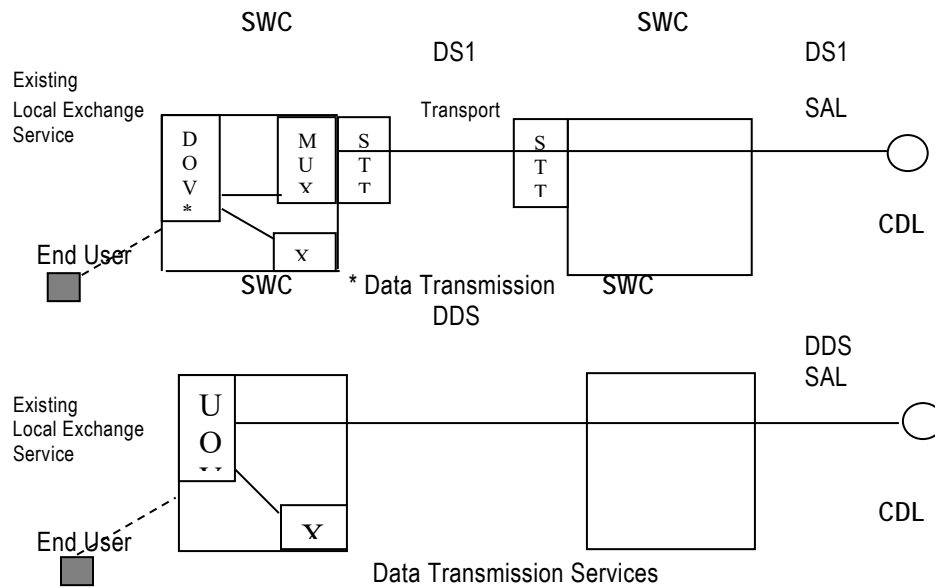 SWC SWC
DS1 DS1
Existing
Local Exchange Transport SAL
Service
D
O
V
*
M
U
X
S
T
T
S
T
T
CDL
End User
X
SWC * Data Transmission SWC
DDS
DDS
SAL
Existing
Local Exchange
Service
U
O
CDL
End User
X
Data Transmission Services